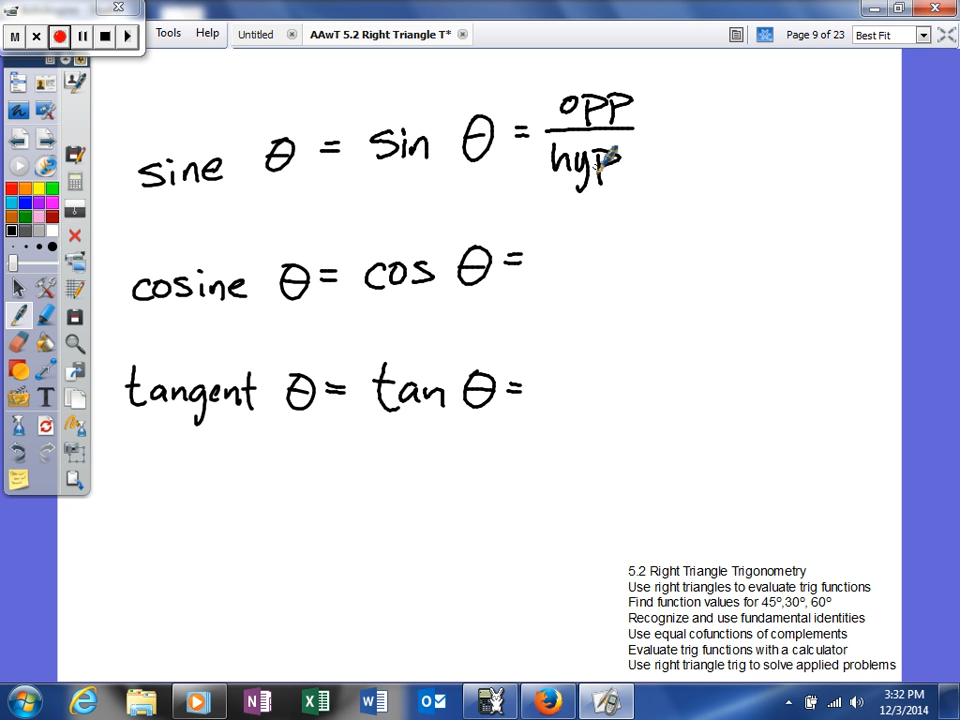 M
Tools Help Untitled AAwT 5.2 Right Triangle T* Page 9 of 23 Best Fit
sine θ = sin θ = opp
hyp
cosine θ = cos θ =
tangent θ = tan θ =
5.2 Right Triangle Trigonometry
Use right triangles to evaluate trig functions
Find function values for 45°,30°, 60°
Recognize and use fundamental identities
Use equal cofunctions of complements
Evaluate trig functions with a calculator
Use right triangle trig to solve applied problems
3:32 PM
12/3/2014